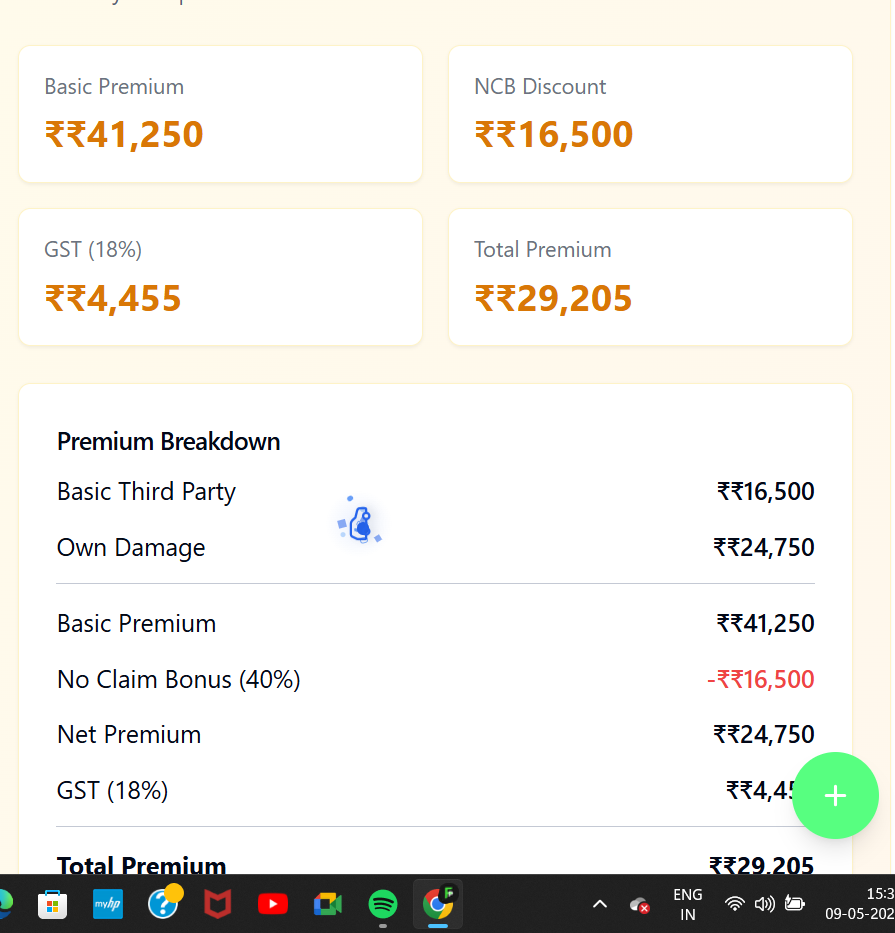 Basic Premium
₹₹41,250
NCB Discount
₹₹16,500
GST (18%)
₹₹4,455
Total Premium
₹₹29,205
Premium Breakdown
Basic Third Party ₹₹16,500
Own Damage ₹₹24,750
Basic Premium ₹₹41,250
No Claim Bonus (40%) -₹₹16,500
Net Premium ₹₹24,750
GST (18%) ₹₹4,45
+
Total Premium ₹₹29,205
myhp
ENG
IN
15:3
09-05-202